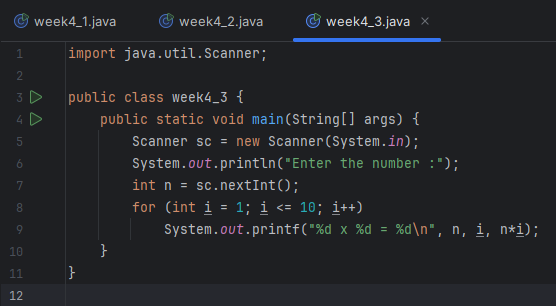 week4_1.java week4_2.java week4_3.java
1 import java.util.Scanner;
2
3 public class week4_3 {
4     public static void main(String[] args) {
5         Scanner sc = new Scanner(System.in);
6         System.out.println("Enter the number :");
7         int n = sc.nextInt();
8         for (int i = 1; i <= 10; i++)
9             System.out.printf("%d x %d = %d\n", n, i, n*i);
10     }
11 }
12